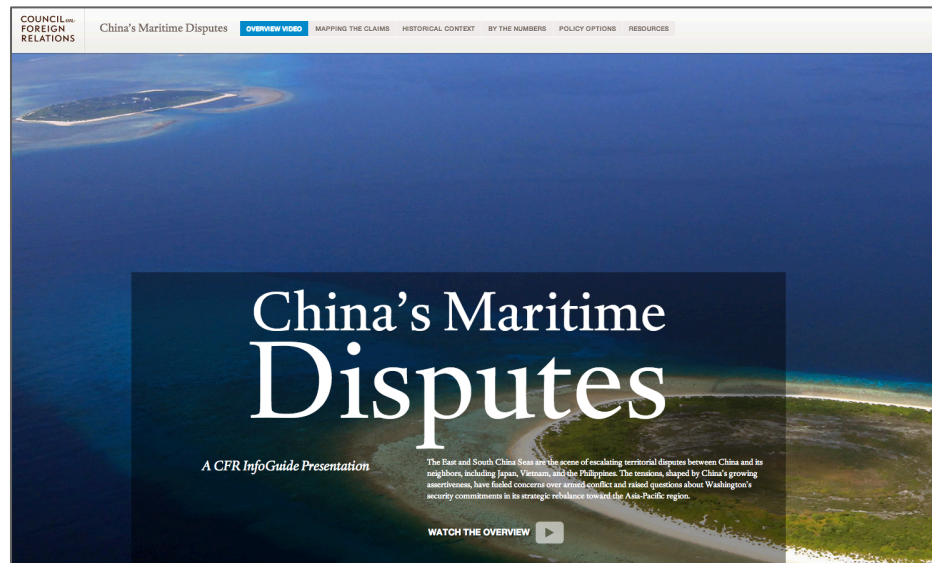 COUNCIL on
FOREIGN
RELATIONS
China's Maritime Disputes
OVERVIEW VIDEO
MAPPING THE CLAIMS
HISTORICAL CONTEXT
BY THE NUMBERS
POLICY OPTIONS
RESOURCES
China's Maritime
Disputes
A CFR InfoGuide Presentation
The East and South China Seas are the scene of escalating territorial disputes between China and its
neighbors, including Japan, Vietnam, and the Philippines. The tensions, shaped by China's growing
assertiveness, have fueled concerns over armed conflict and raised questions about Washington's
security commitments in its strategic rebalance toward the Asia-Pacific region.
WATCH THE OVERVIEW